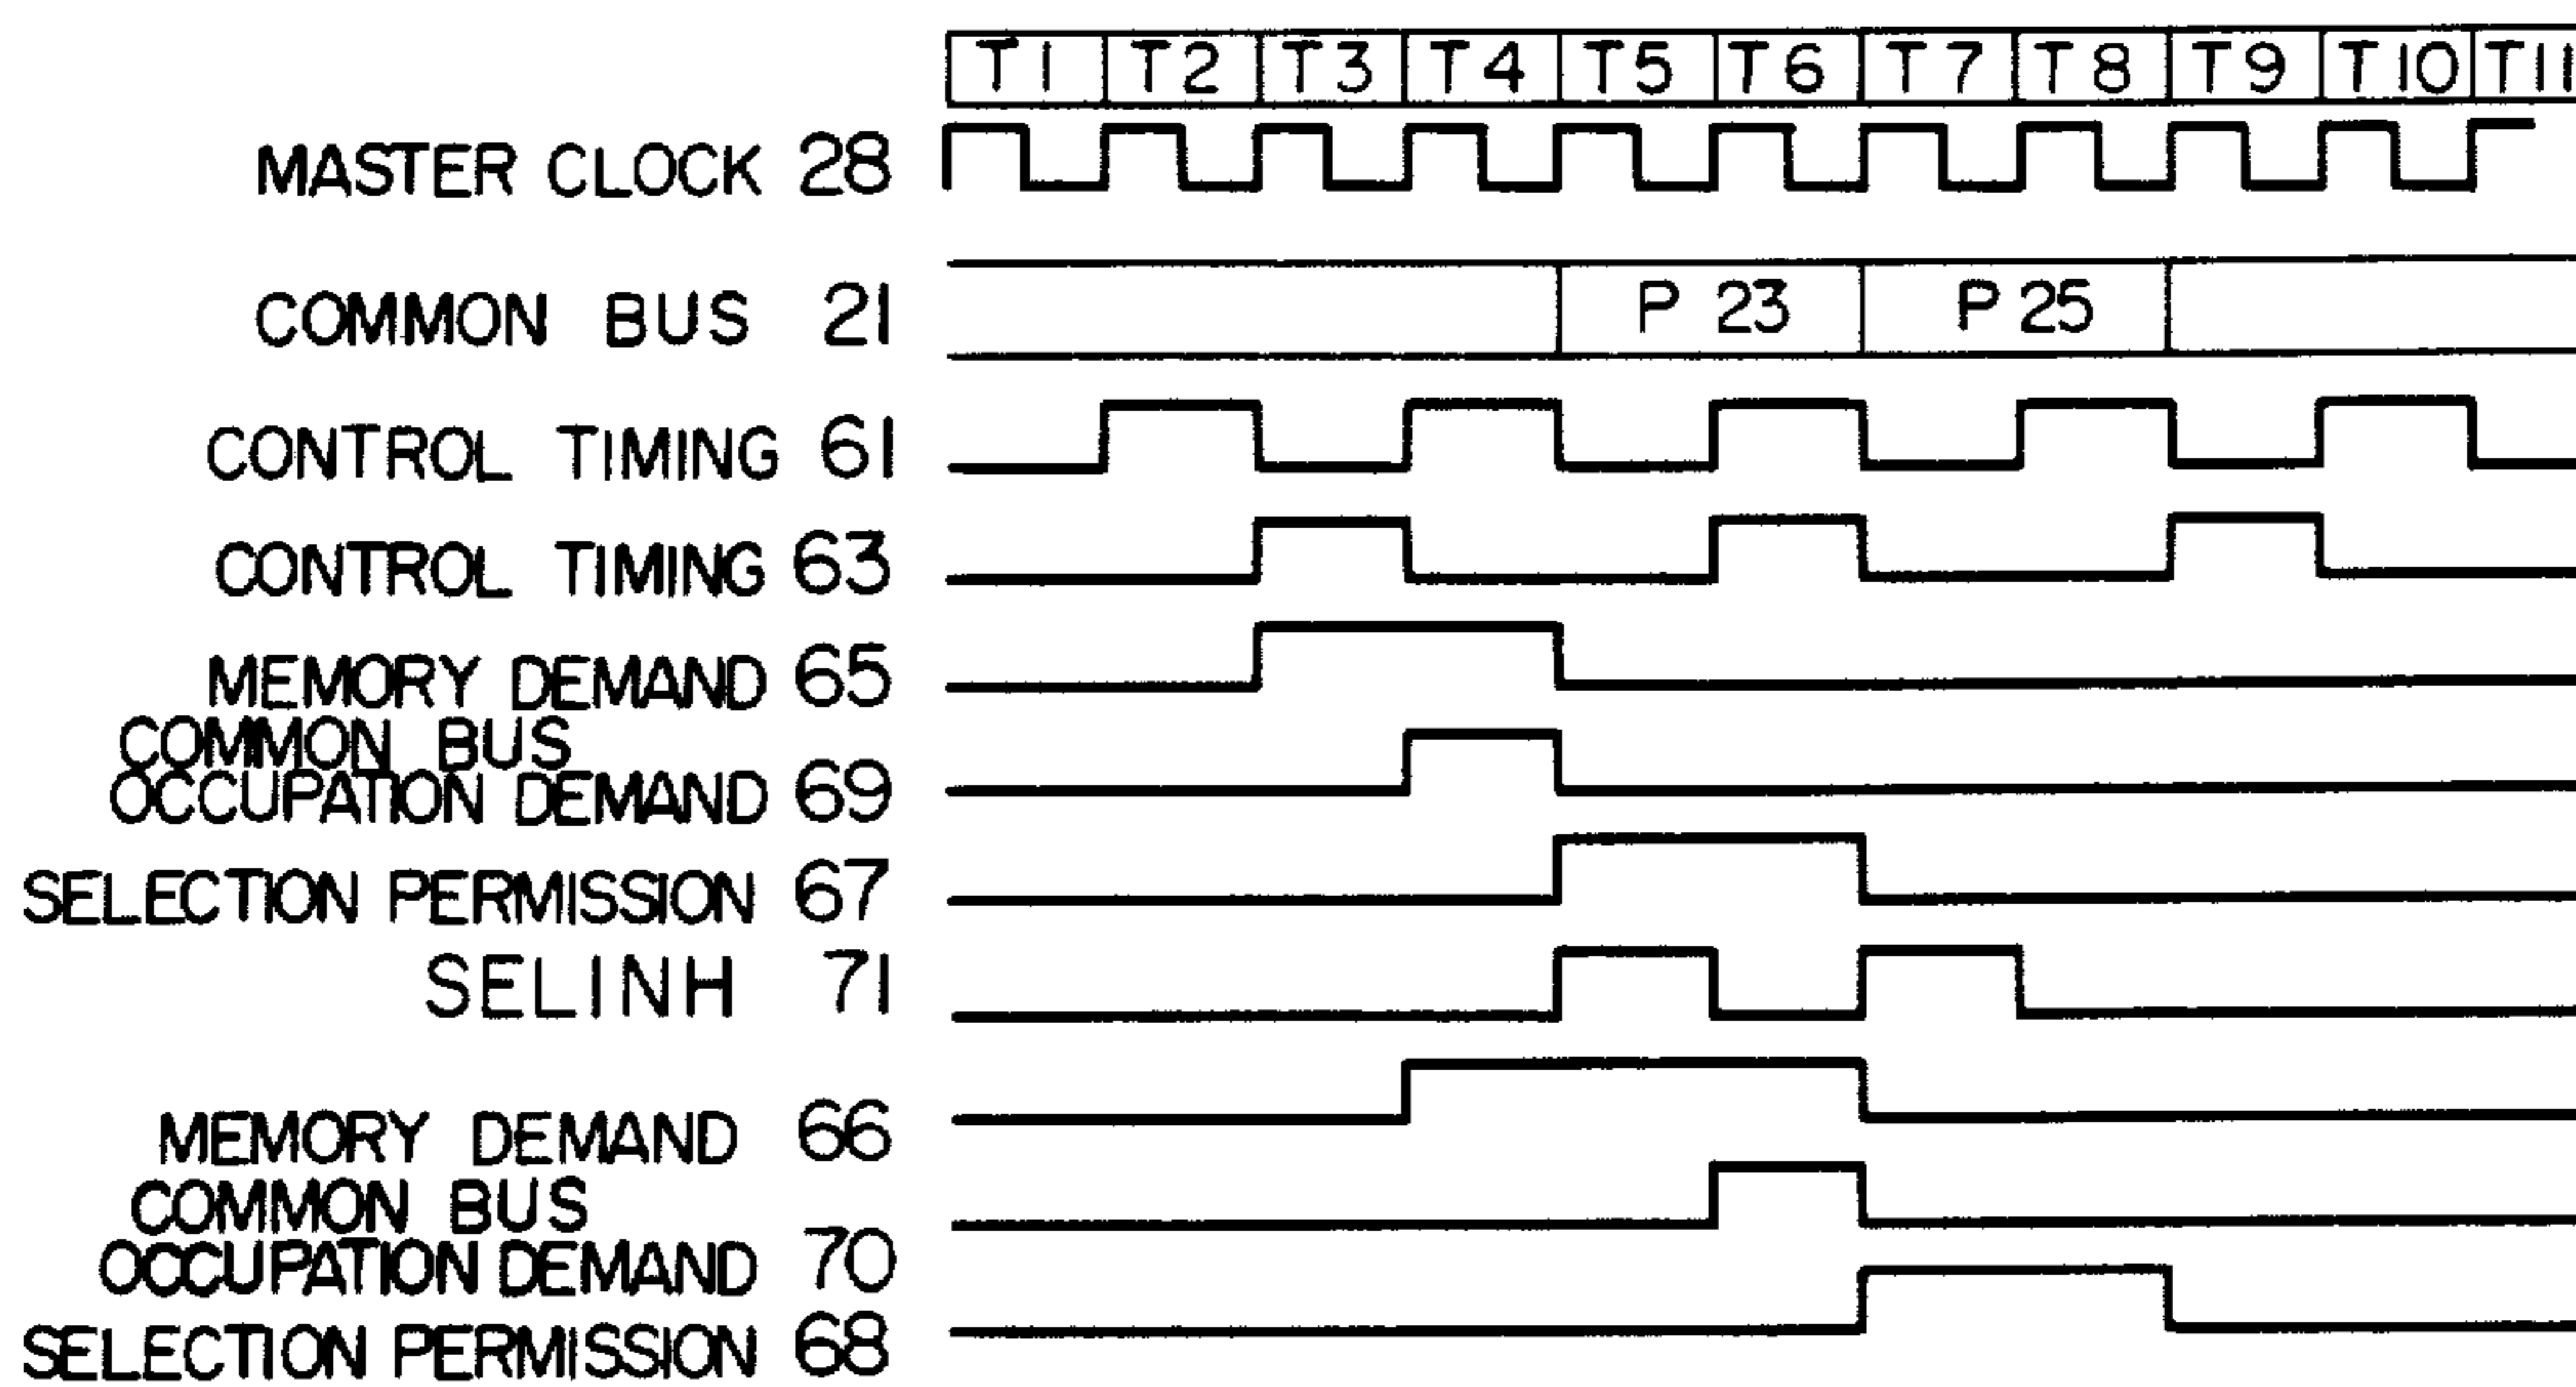 T1 T2 T3 T4 T5 T6 T7 T8 T9 T10 T11
MASTER CLOCK 28
COMMON BUS 21 P 23 P 25
CONTROL TIMING 61
CONTROL TIMING 63
MEMORY DEMAND 65
COMMON BUS
OCCUPATION DEMAND 69
SELECTION PERMISSION 67
SELINH 71
MEMORY DEMAND 66
COMMON BUS
OCCUPATION DEMAND 70
SELECTION PERMISSION 68